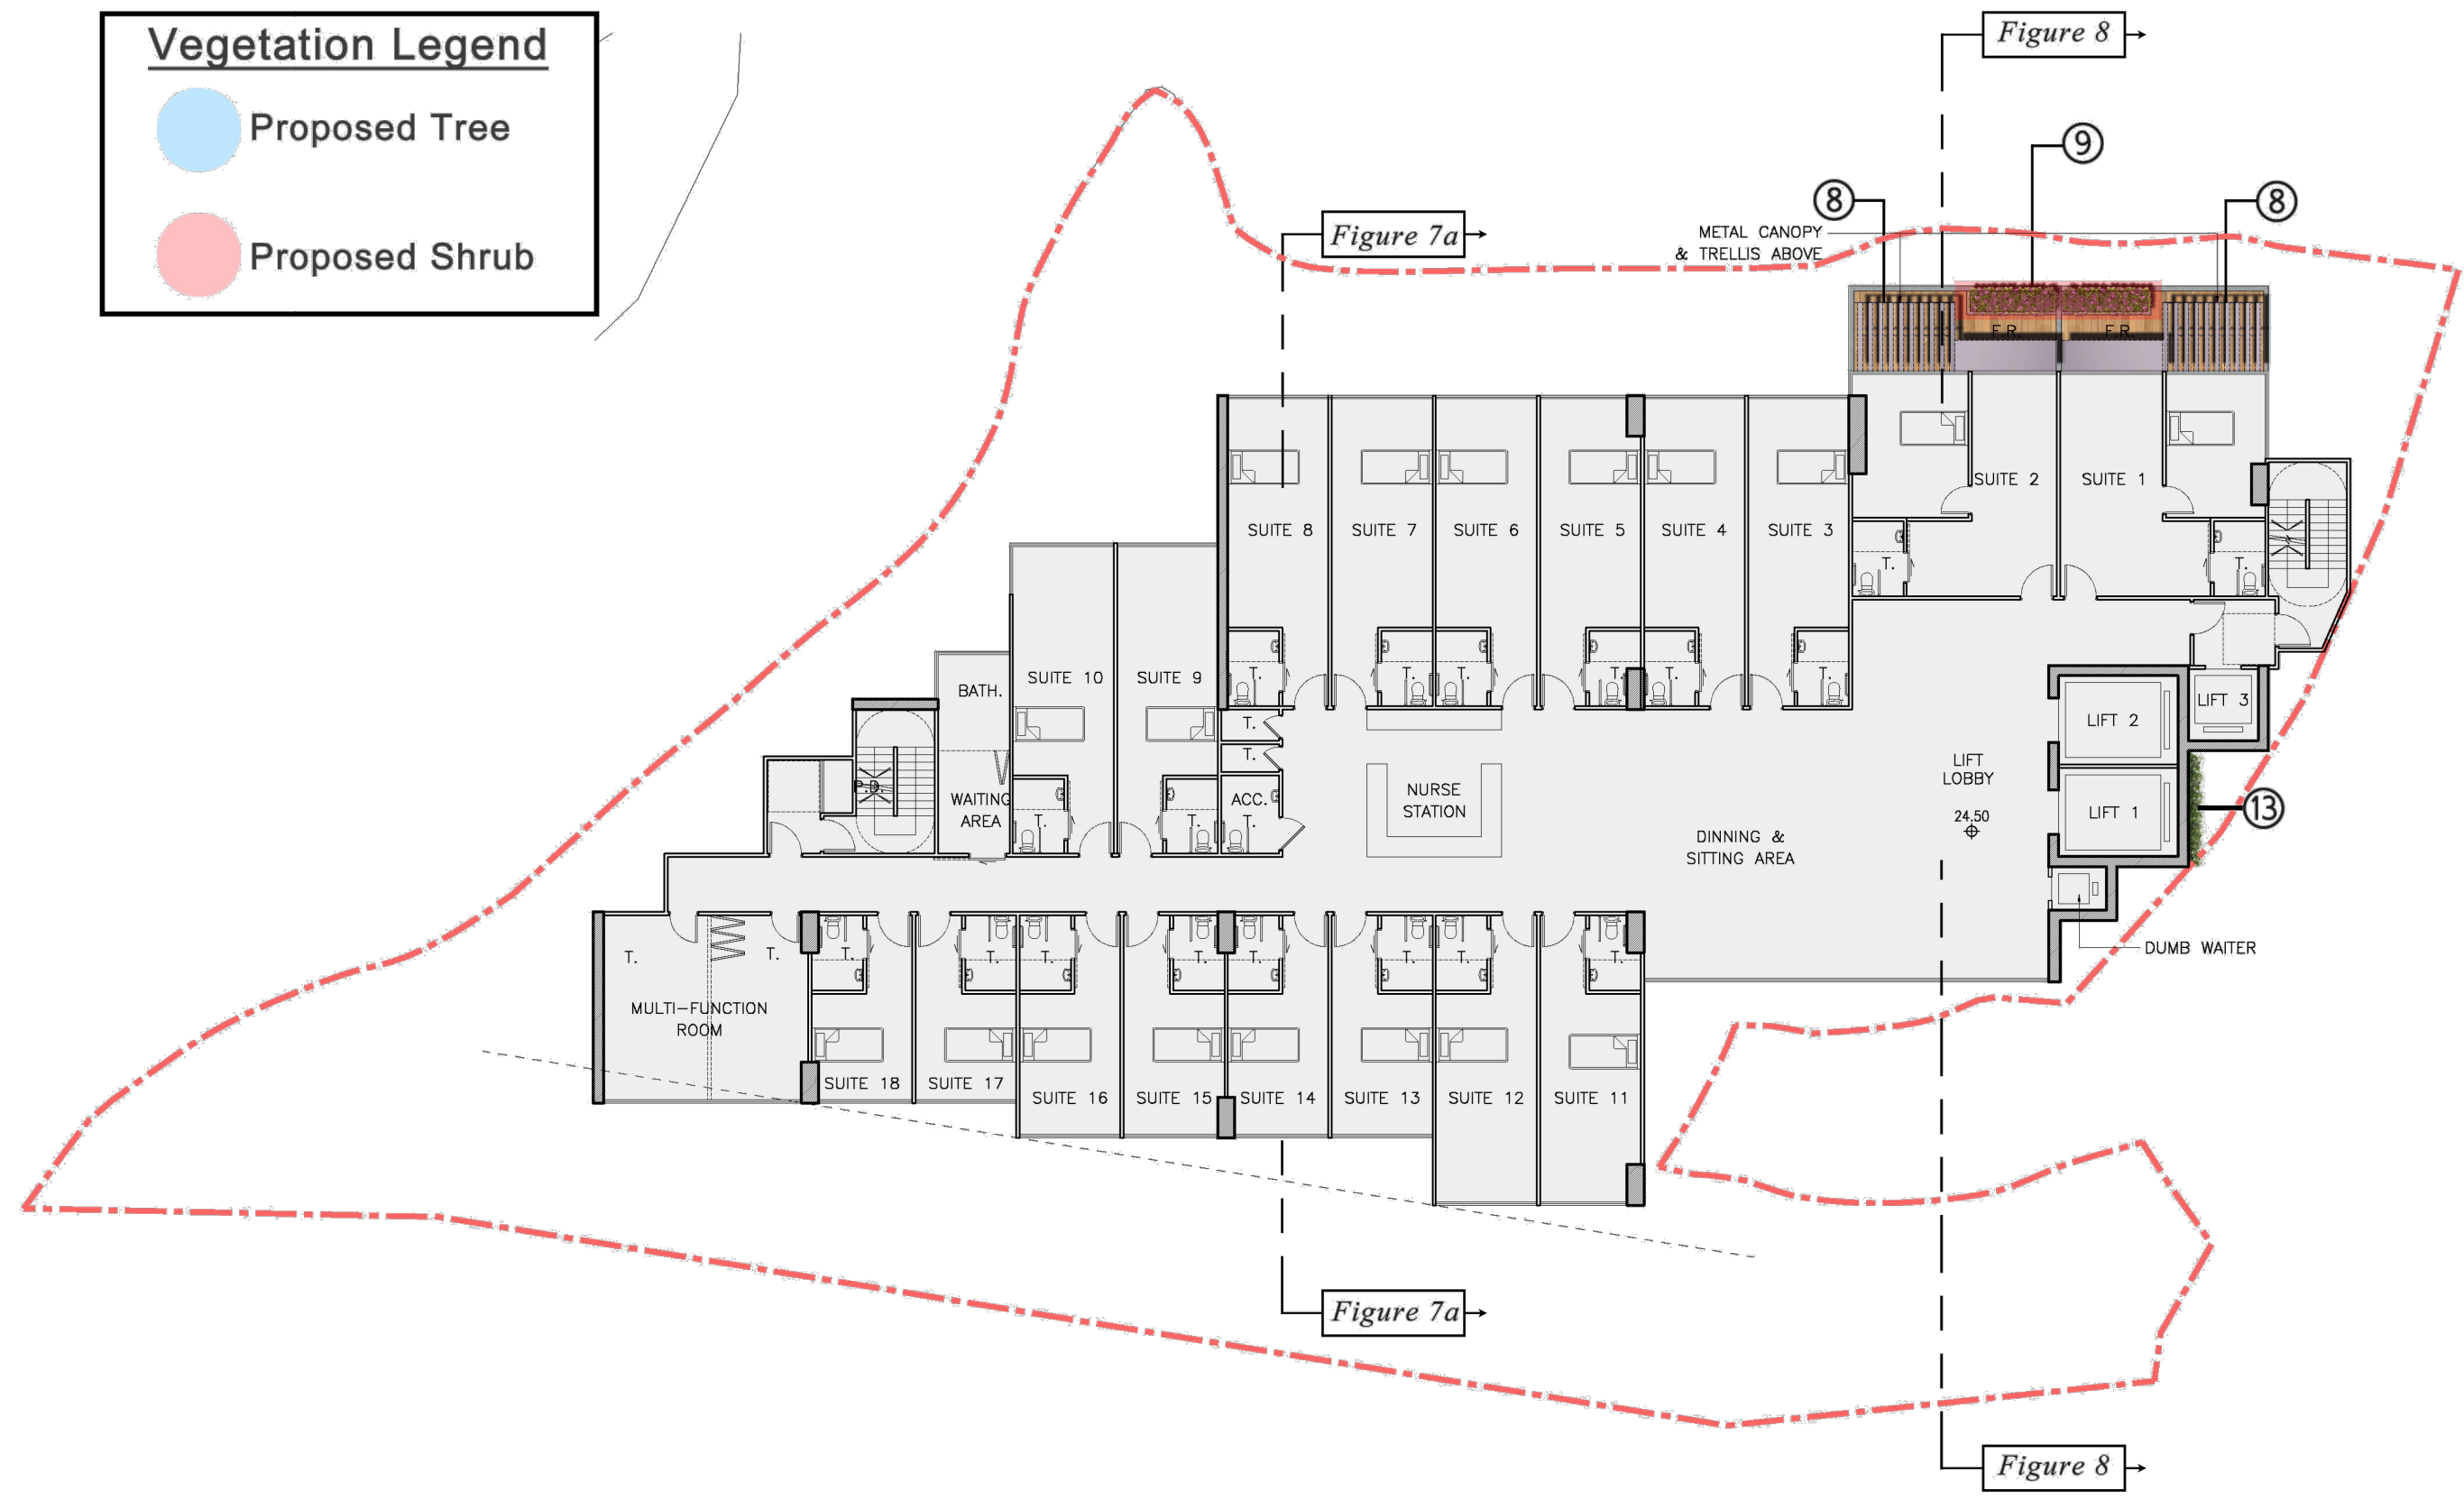 Vegetation Legend
Proposed Tree
Proposed Shrub
Figure 8
9
8
8
METAL CANOPY
& TRELLIS ABOVE
Figure 7a
F.R.
F.R.
SUITE 2
SUITE 1
SUITE 8
SUITE 7
SUITE 6
SUITE 5
SUITE 4
SUITE 3
T.
T.
T.
T.
T.
T.
T.
T.
SUITE 10
SUITE 9
BATH.
T.
T.
LIFT 3
LIFT 2
LIFT
LOBBY
24.50
LIFT 1
13
P.D.
WAITING
AREA
T.
T.
ACC.
T.
NURSE
STATION
DINNING &
SITTING AREA
DUMB WAITER
T.
T.
T.
T.
T.
T.
T.
T.
T.
T.
MULTI-FUNCTION
ROOM
SUITE 18
SUITE 17
SUITE 16
SUITE 15
SUITE 14
SUITE 13
SUITE 12
SUITE 11
Figure 7a
Figure 8